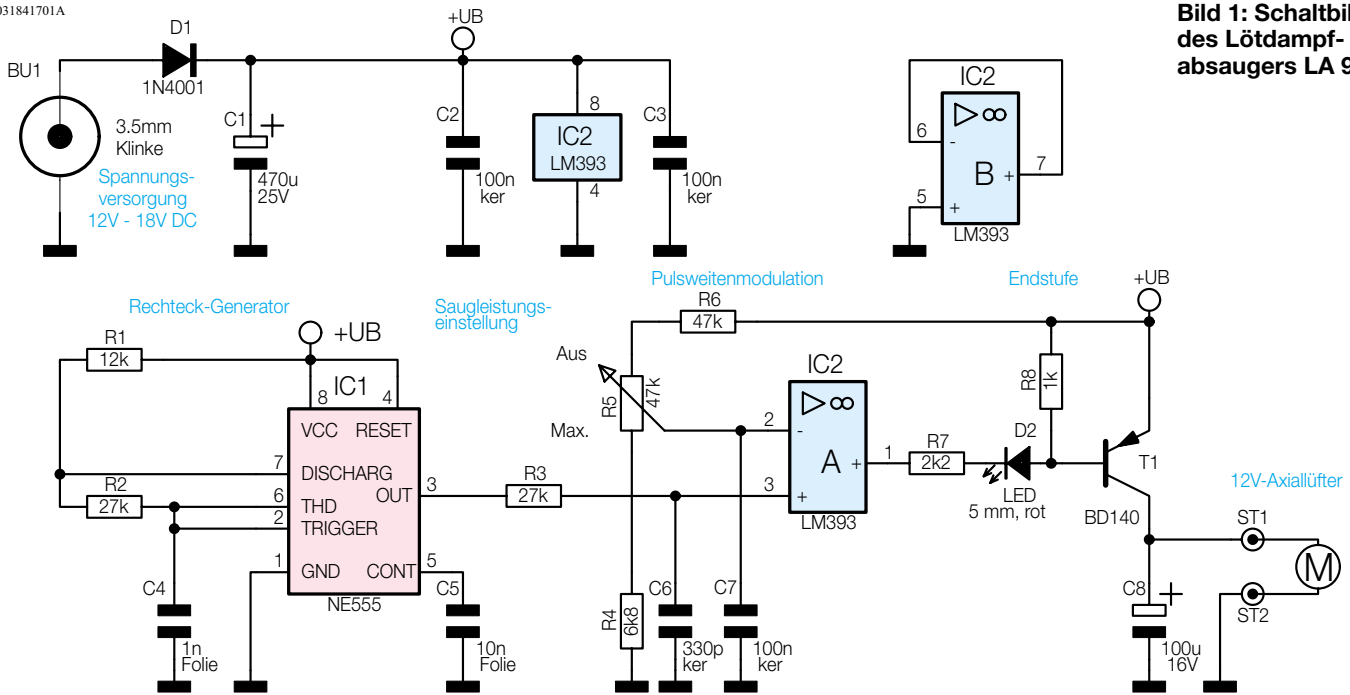 031841701A
Bild 1: Schaltbil
des Lötdampf-
absaugers LA 9
BU1
D1
1N4001
+UB
3.5mm
Klinke
Spannungs-
versorgung
12V - 18V DC
C1
+
470u
25V
C2
100n
ker
8
IC2
LM393
4
C3
100n
ker
IC2
6
-
B
+
7
5
+
LM393
Rechteck-Generator
Saugleistungs-
einstellung
Pulsweitenmodulation
Endstufe
+UB
R1
12k
+UB
IC1
8
4
VCC
RESET
7
DISCHARG
R2
27k
6
THD
OUT
3
2
TRIGGER
1
GND
CONT
5
NE555
C4
1n
Folie
C5
10n
Folie
R3
27k
Aus
Max.
R5
47k
R6
47k
R4
6k8
C6
330p
ker
C7
100n
ker
IC2
2
-
A
+
1
3
+
LM393
R7
2k2
D2
LED
5 mm, rot
R8
1k
T1
BD140
12V-Axiallüfter
ST1
M
ST2
C8
+
100u
16V